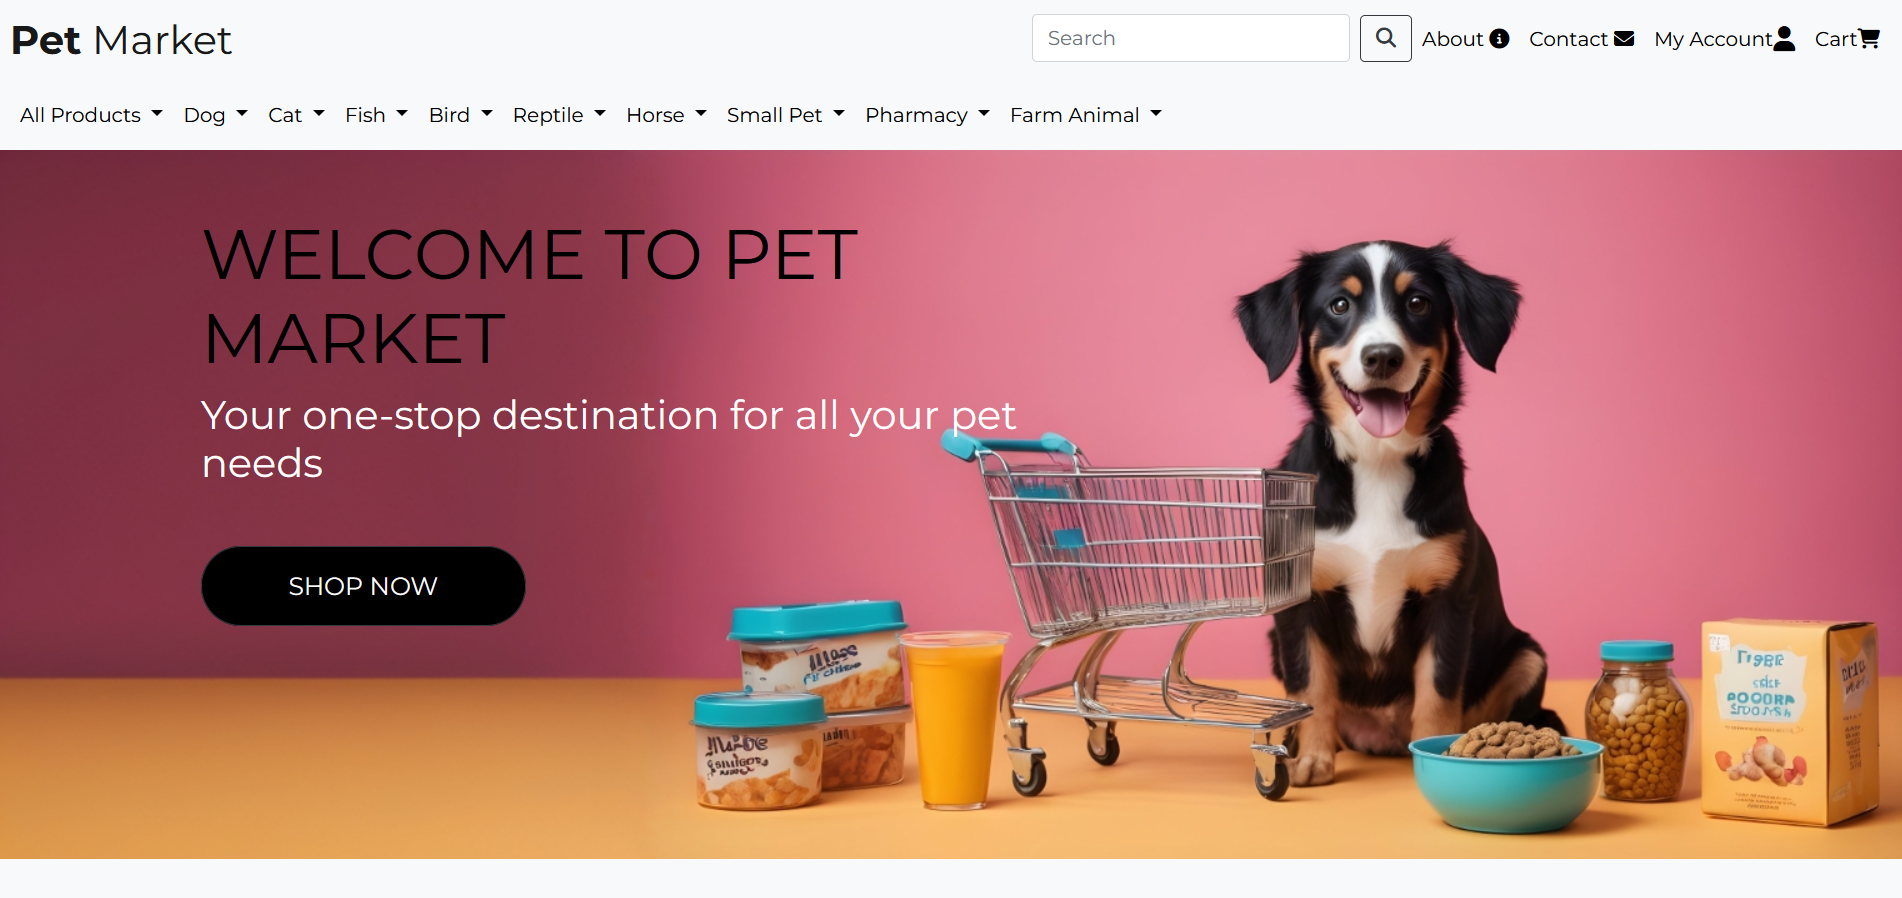 Pet Market
Search
About
Contact
My Account
Cart
All Products
Dog
Cat
Fish
Bird
Reptile
Horse
Small Pet
Pharmacy
Farm Animal
WELCOME TO PET
MARKET
Your one-stop destination for all your pet
needs
SHOP NOW